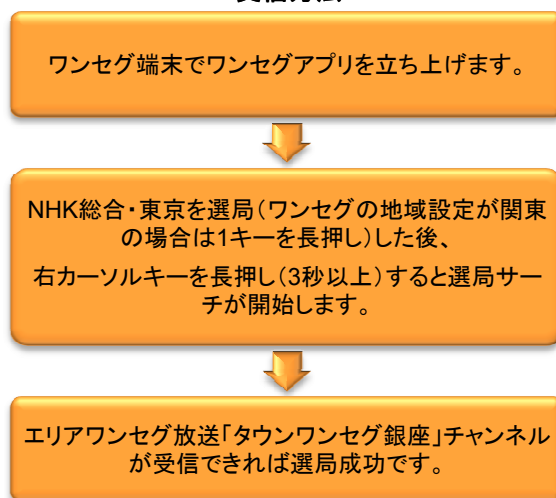 ワンセグ端末でワンセグアプリを立ち上げます。
NHK総合・東京を選局(ワンセグの地域設定が関東
の場合は1キーを長押し)した後、
右カーソルキーを長押し(3秒以上)すると選局サー
チが開始します。
エリアワンセグ放送「タウンワンセグ銀座」チャンネル
が受信できれば選局成功です。